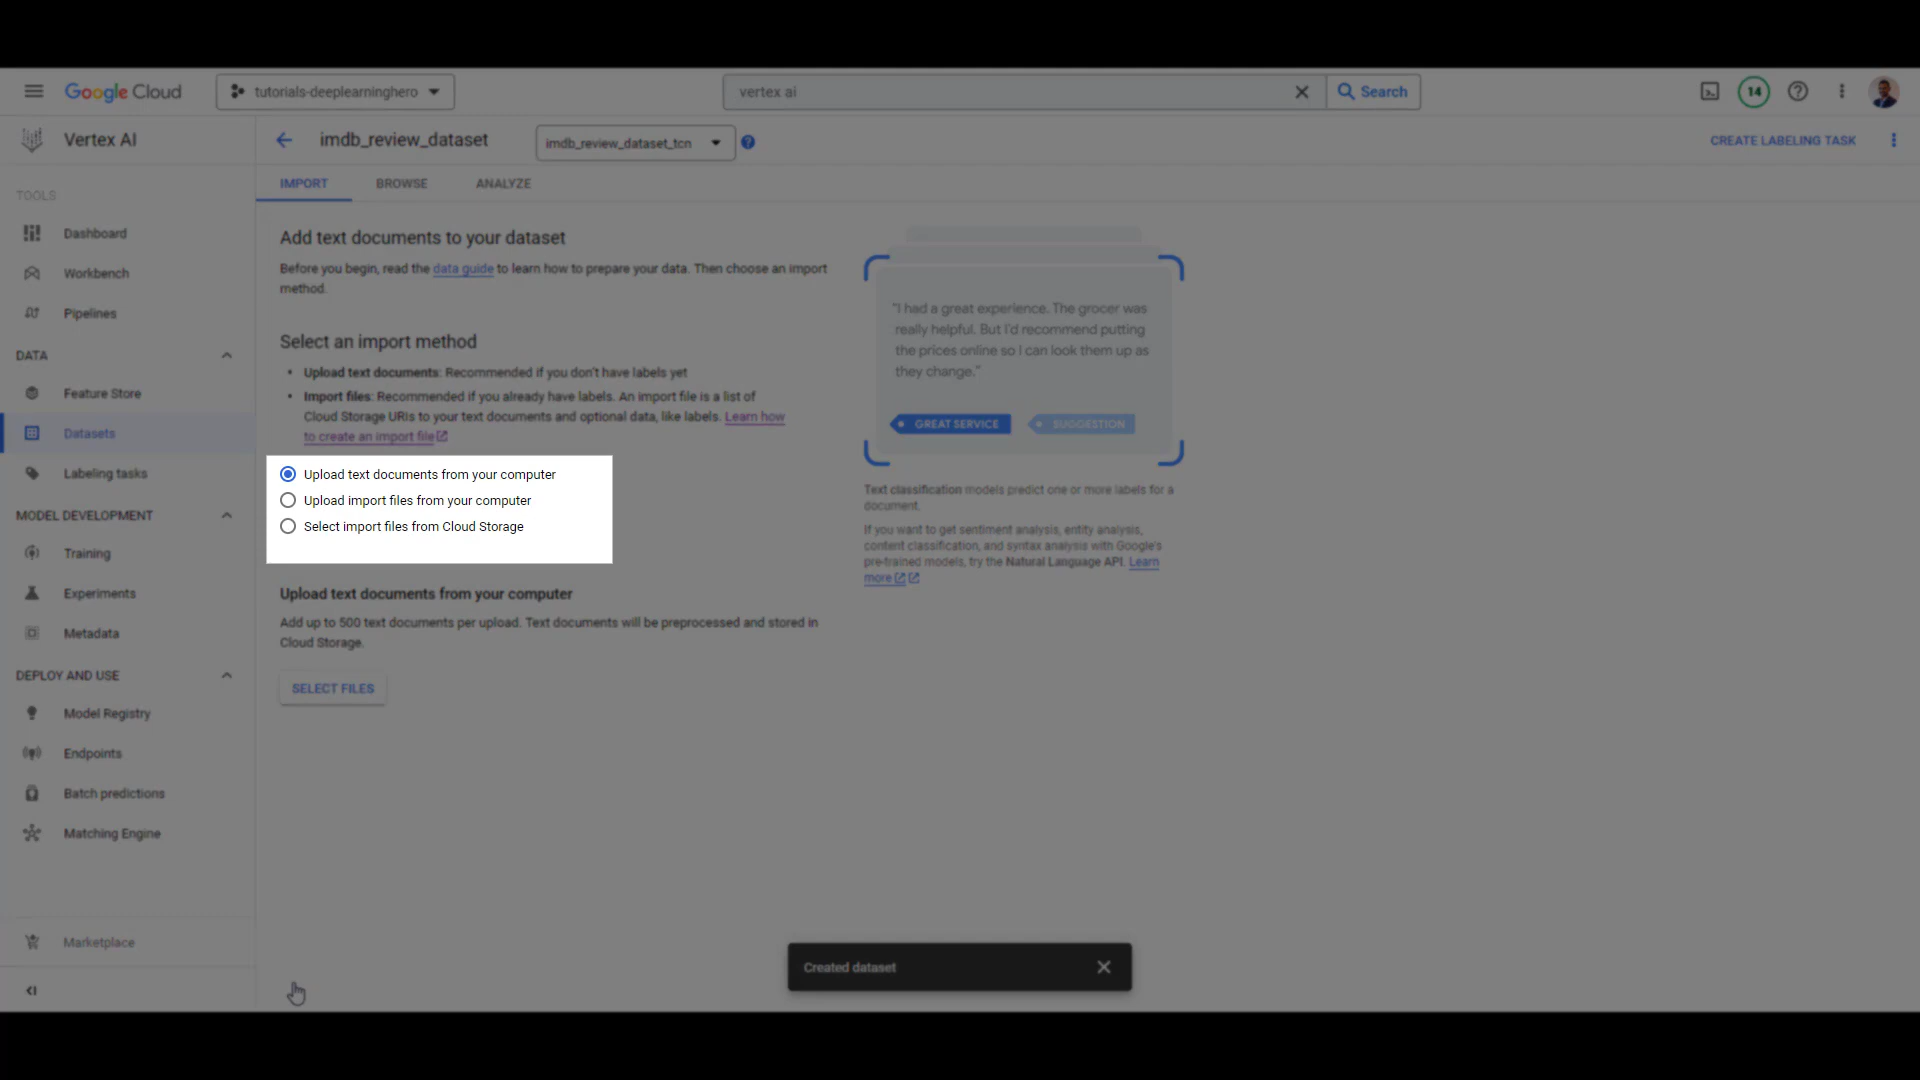 Google Cloud
tutorials-deeplearninghero
vertex ai
Search
14
Vertex AI
imdb_review_dataset
imdb_review_dataset_tcn
CREATE LABELING TASK
IMPORT
BROWSE
ANALYZE
TOOLS
Dashboard
Workbench
Pipelines
DATA
Feature Store
Datasets
Labeling tasks
MODEL DEVELOPMENT
Training
Experiments
Metadata
DEPLOY AND USE
Model Registry
Endpoints
Batch predictions
Matching Engine
Marketplace
Add text documents to your dataset
Before you begin, read the data guide to learn how to prepare your data. Then choose an import
method.
Select an import method
• Upload text documents: Recommended if you don't have labels yet
• Import files: Recommended if you already have labels. An import file is a list of
Cloud Storage URIs to your text documents and optional data, like labels. Learn how
to create an import file
Upload text documents from your computer
Upload import files from your computer
Select import files from Cloud Storage
Upload text documents from your computer
Add up to 500 text documents per upload. Text documents will be preprocessed and stored in
Cloud Storage.
SELECT FILES
"I had a great experience. The grocer was
really helpful. But I'd recommend putting
the prices online so I can look them up as
they change."
GREAT SERVICE
SUGGESTION
Text classification models predict one or more labels for a
document.
If you want to get sentiment analysis, entity analysis,
content classification, and syntax analysis with Google's
pre-trained models, try the Natural Language API. Learn
more
Created dataset